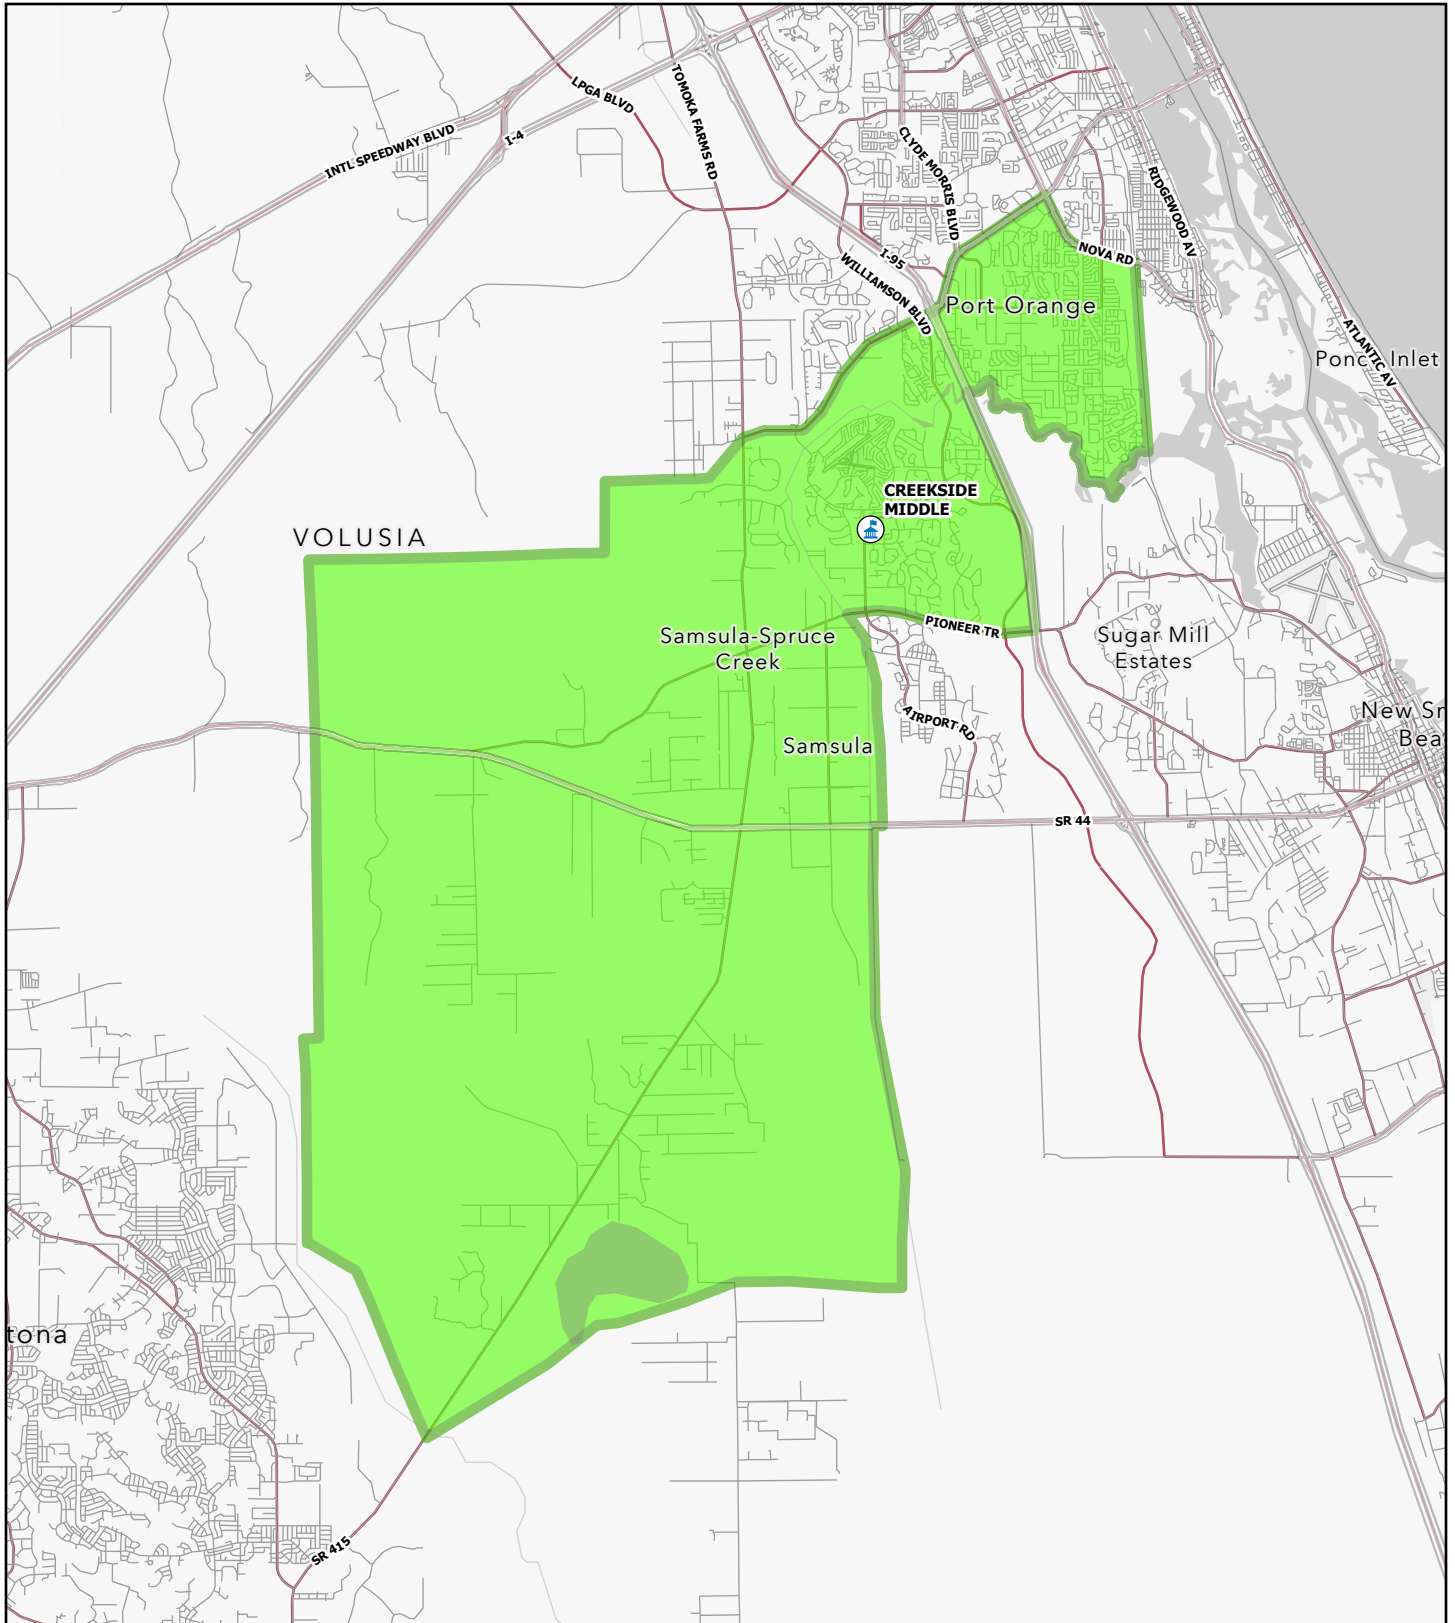 LPGA BLVD
TOMOKA FARMS RD
INTL SPEEDWAY BLVD
I-4
CLYDE MORRIS BLVD
RIDGEWOOD AV
NOVA RD
I-95
WILLIAMSON BLVD
Port Orange
ATLANTIC AV
Ponce Inlet
CREEKSIDE
MIDDLE
VOLUSIA
PIONEER TR
Samsula-Spruce
Creek
Sugar Mill
Estates
AIRPORT RD
New Sm
Bea
Samsula
SR 44
tona
SR 415